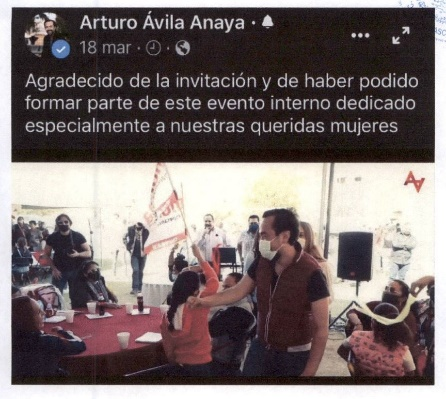 Arturo Ávila Anaya ·
18 mar · ·
Agradecido de la invitación y de haber podido
formar parte de este evento interno dedicado
especialmente a nuestras queridas mujeres